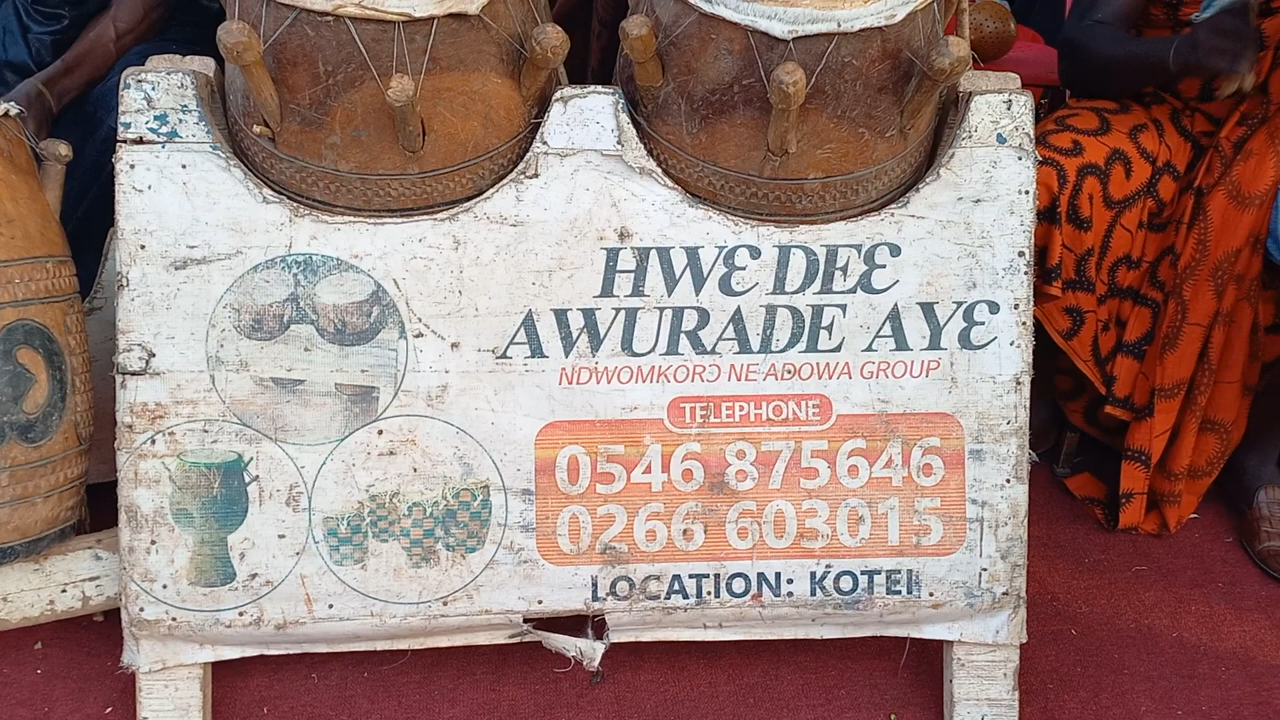 HWƐ DEƐ
AWURADE AYƐ
NDWOMKORƆ NE ADOWA GROUP
TELEPHONE
0546 875646
0266 603015
LOCATION: KOTEI